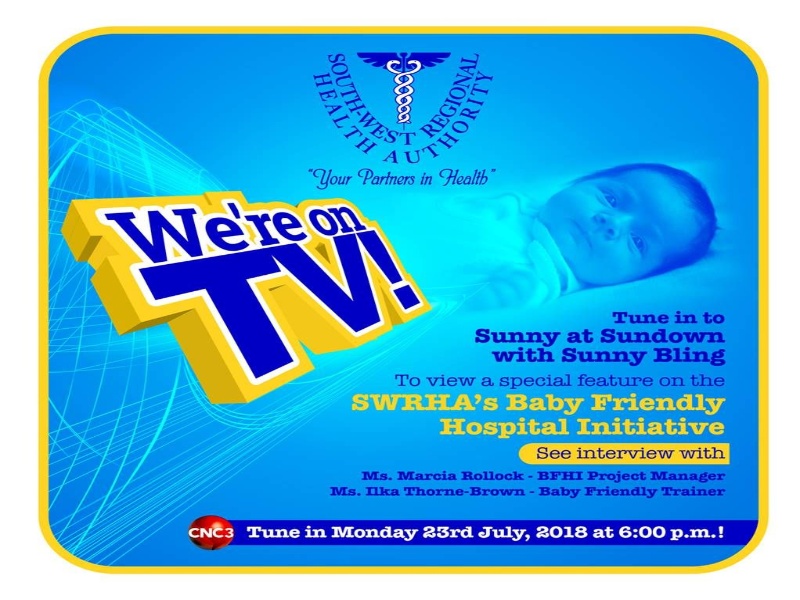 SOUTH-WEST REGIONAL
HEALTH AUTHORITY
"Your Partners in Health"
We're on
TV!
Tune in to
Sunny at Sundown
with Sunny Bling
To view a special feature on the
SWRHA's Baby Friendly
Hospital Initiative
See interview with
Ms. Marcia Rollock - BFHI Project Manager
Ms. Ilka Thorne-Brown - Baby Friendly Trainer
CNC3 Tune in Monday 23rd July, 2018 at 6:00 p.m.!